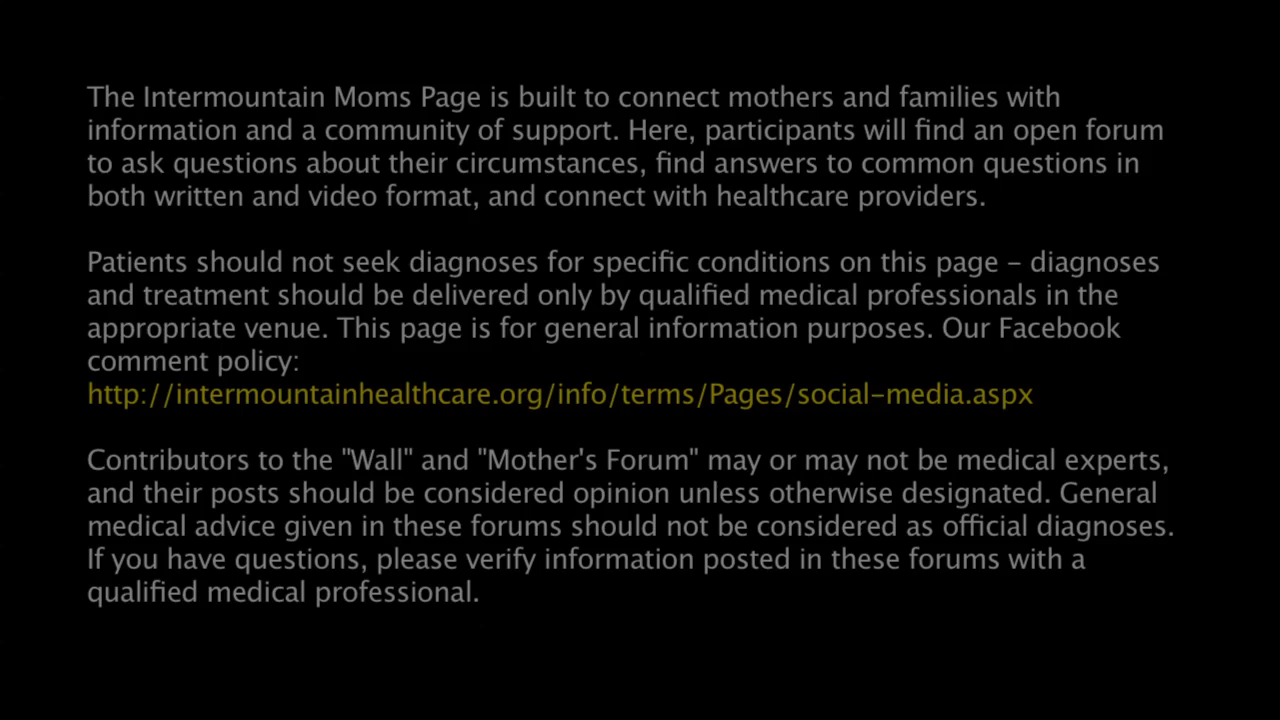 The Intermountain Moms Page is built to connect mothers and families with
information and a community of support. Here, participants will find an open forum
to ask questions about their circumstances, find answers to common questions in
both written and video format, and connect with healthcare providers.
Patients should not seek diagnoses for specific conditions on this page – diagnoses
and treatment should be delivered only by qualified medical professionals in the
appropriate venue. This page is for general information purposes. Our Facebook
comment policy:
http://intermountainhealthcare.org/info/terms/Pages/social-media.aspx
Contributors to the "Wall" and "Mother's Forum" may or may not be medical experts,
and their posts should be considered opinion unless otherwise designated. General
medical advice given in these forums should not be considered as official diagnoses.
If you have questions, please verify information posted in these forums with a
qualified medical professional.